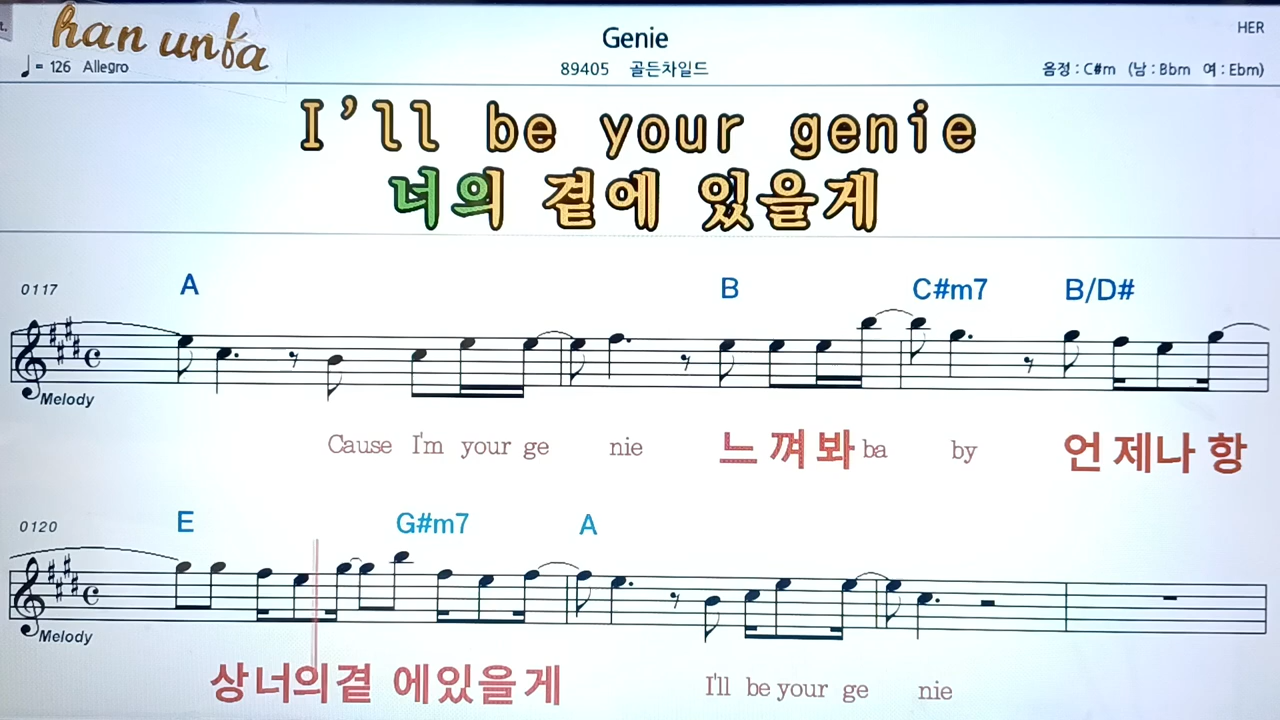 han un!fa
Genie
HER
♩= 126 Allegro
89405 골든차일드
음정 : C#m (남 : Bbm 여 : Ebm)
I'll be your genie
너의 곁에 있을게
0117 A B C#m7 B/D#
Melody
Cause I'm your ge nie 느 껴 봐 ba by 언 제나 항
0120 E G#m7 A
Melody
상너의곁 에있을게 I'll be your ge nie